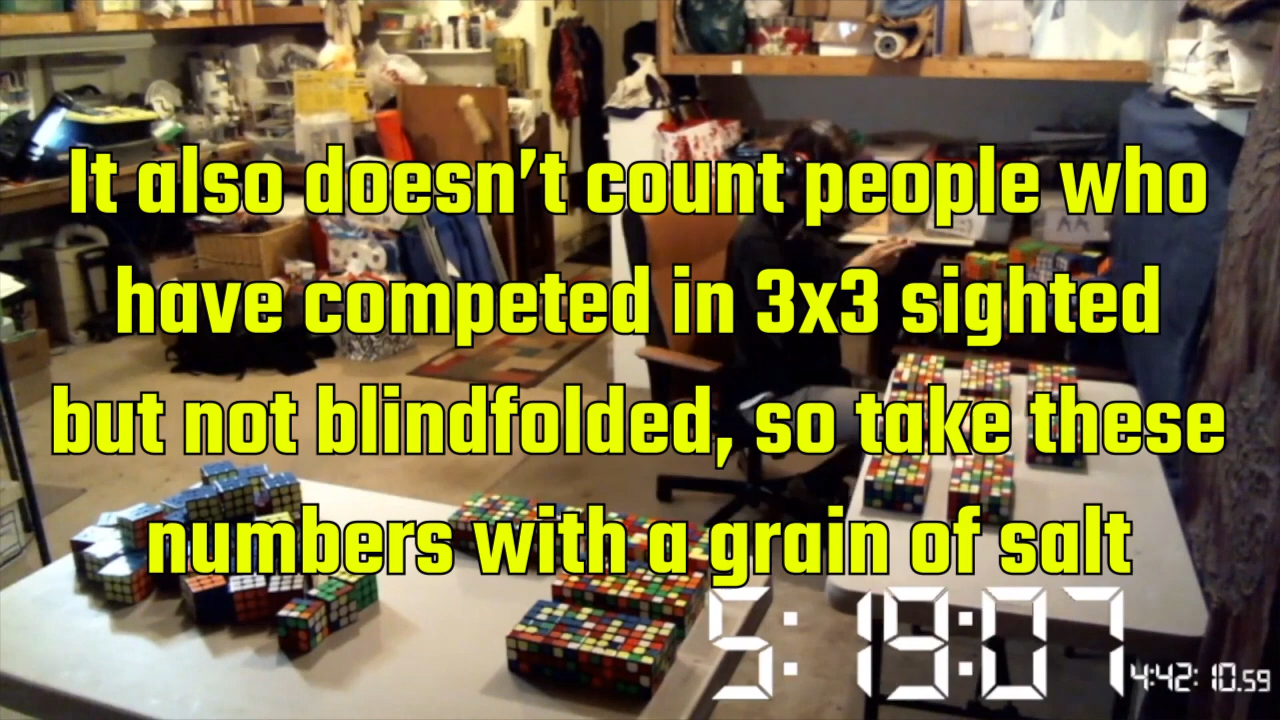 It also doesn't count people who
have competed in 3x3 sighted
but not blindfolded, so take these
numbers with a grain of salt
5:19:07
4:42:10.59